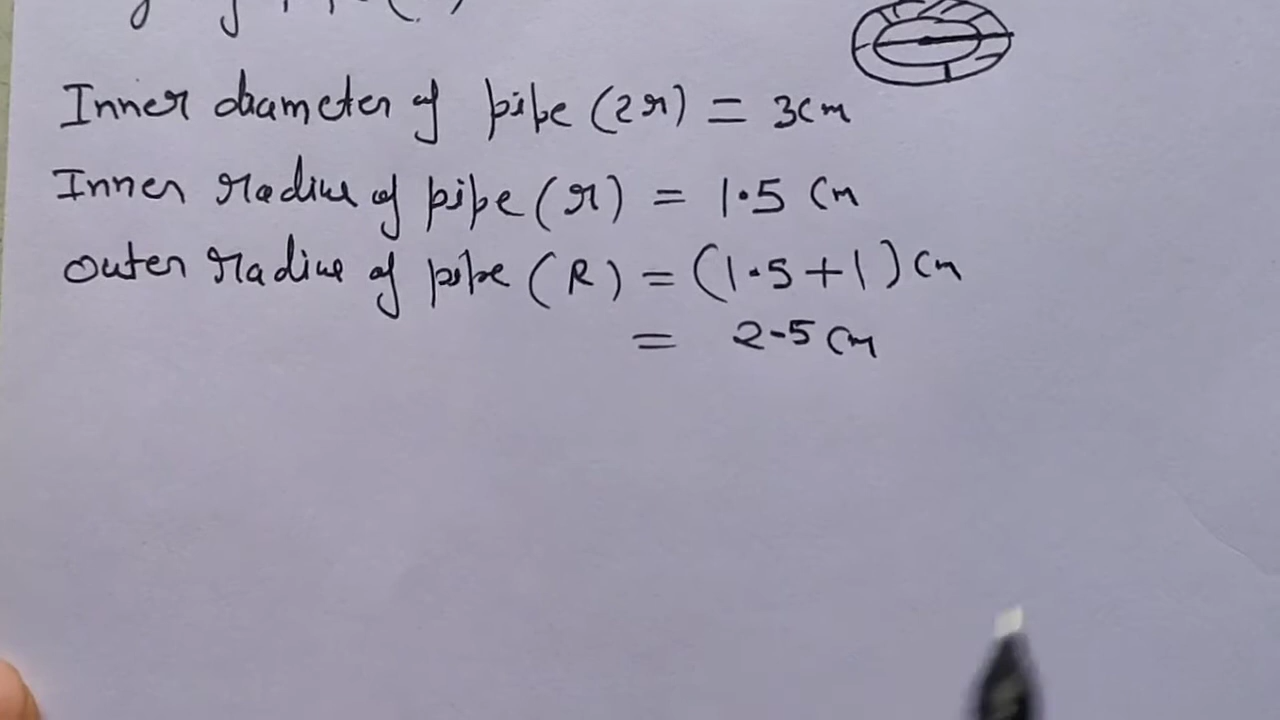 Inner diameter of pipe (2r) = 3cm
Inner radius of pipe (r) = 1.5 cm
Outer radius of pipe (R) = (1.5+1) cm
= 2.5 cm